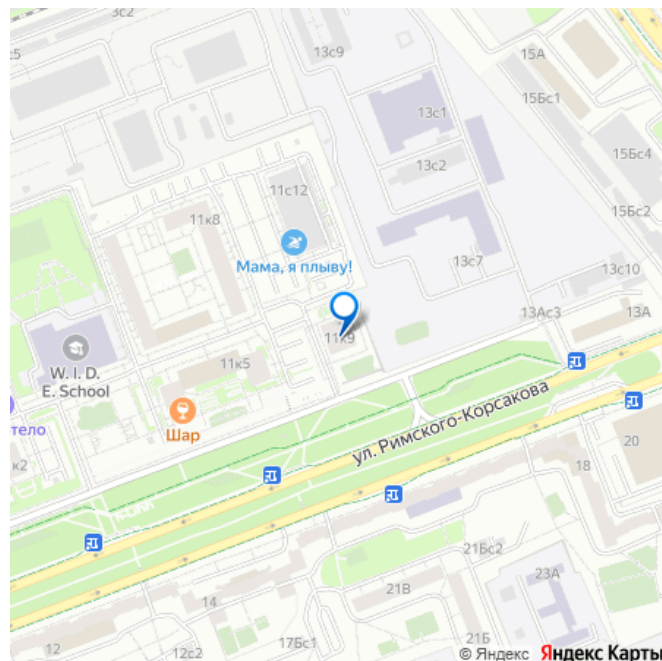 3с2
с5
13с9
15А
15Бс1
13с1
15Бс4
13с2
11с12
11к8
15Бс2
Мама, я плыву!
13с7
13с10
13Ас3
13А
11к9
W. I. D.
E. School
11к5
Шар
тело
ул. Римского-Корсакова
к2
20
18
21Бс2
23А
21В
14
17Бс1
21Б
12
12с2
© Яндекс Яндекс Карты